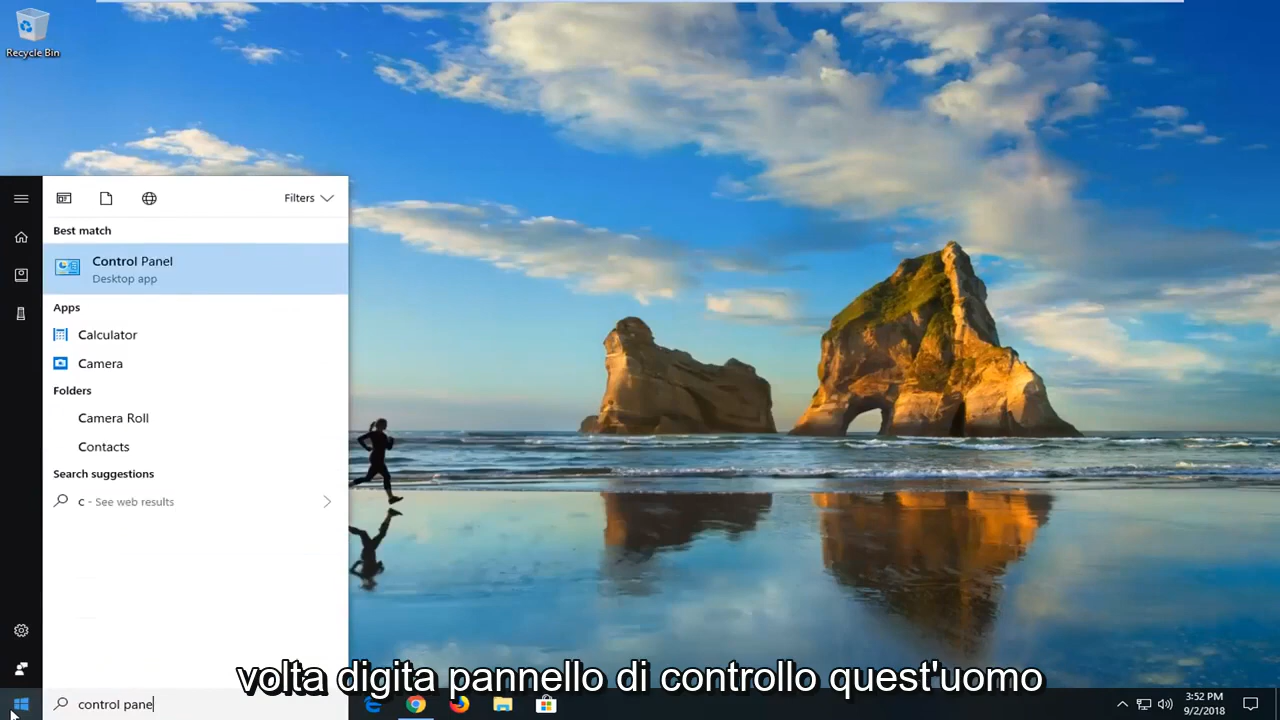 Recycle Bin
Filters
Best match
Control Panel
Desktop app
Apps
Calculator
Camera
Folders
Camera Roll
Contacts
Search suggestions
c - See web results
volta digita pannello di controllo quest'uomo
control pane
3:52 PM
9/2/2018